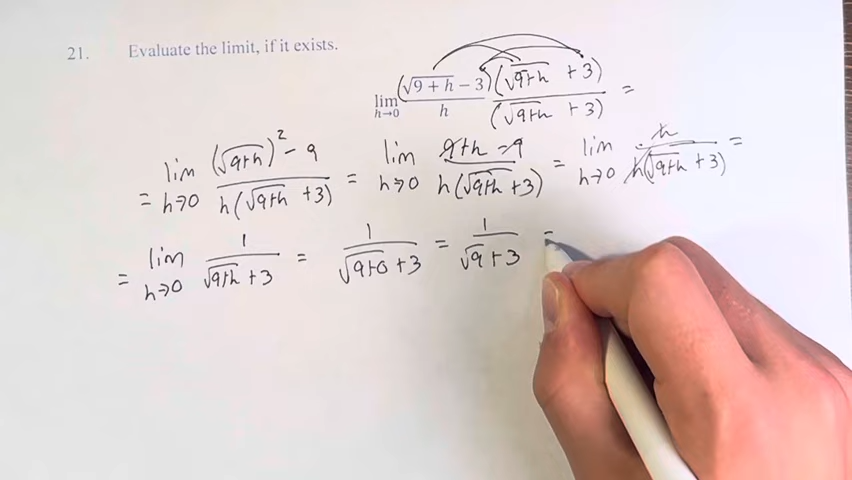 21. Evaluate the limit, if it exists.
lim h→0 (√9+h − 3)(√9+h + 3) / h (√9+h + 3) =
= lim h→0 (√9+h)² − 9 / h(√9+h + 3) = lim h→0 9+h − 9 / h(√9+h + 3) = lim h→0 h / h(√9+h + 3) =
= lim h→0 1 / √9+h + 3 = 1 / √9+0 + 3 = 1 / √9 + 3 =